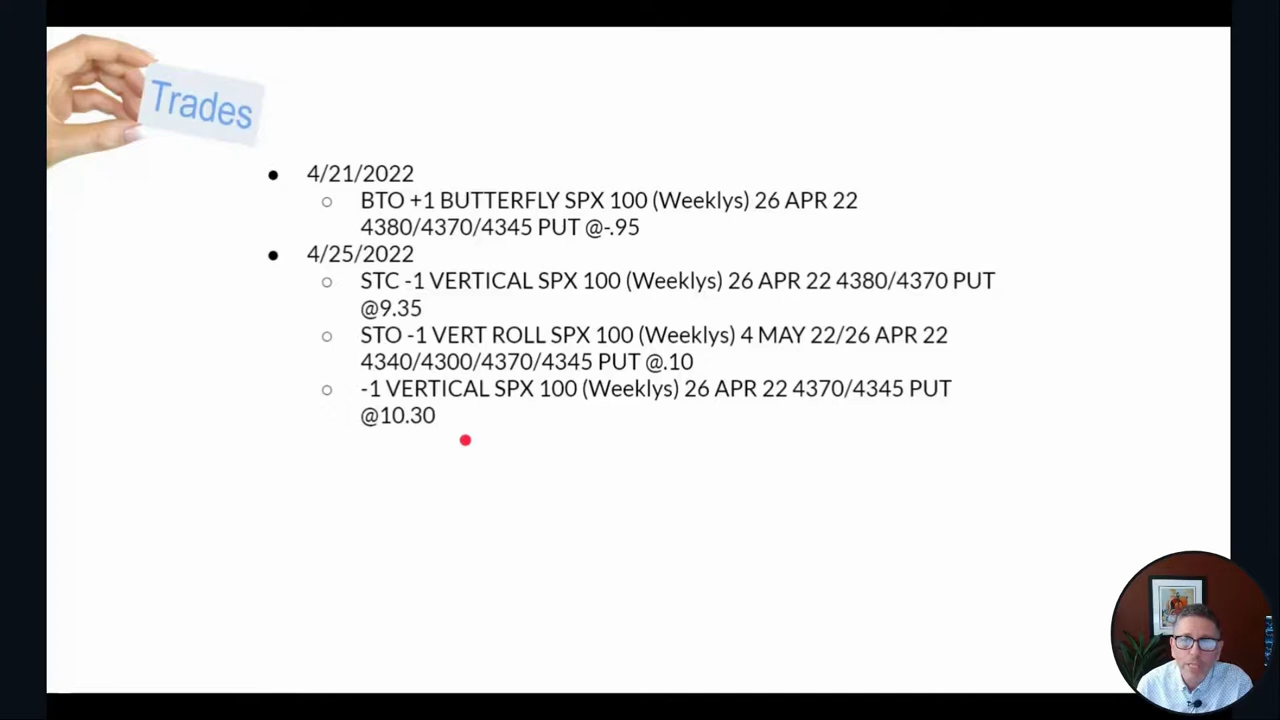 Trades
4/21/2022
BTO +1 BUTTERFLY SPX 100 (Weeklys) 26 APR 22
4380/4370/4345 PUT @-.95
4/25/2022
STC -1 VERTICAL SPX 100 (Weeklys) 26 APR 22 4380/4370 PUT
@9.35
STO -1 VERT ROLL SPX 100 (Weeklys) 4 MAY 22/26 APR 22
4340/4300/4370/4345 PUT @.10
-1 VERTICAL SPX 100 (Weeklys) 26 APR 22 4370/4345 PUT
@10.30